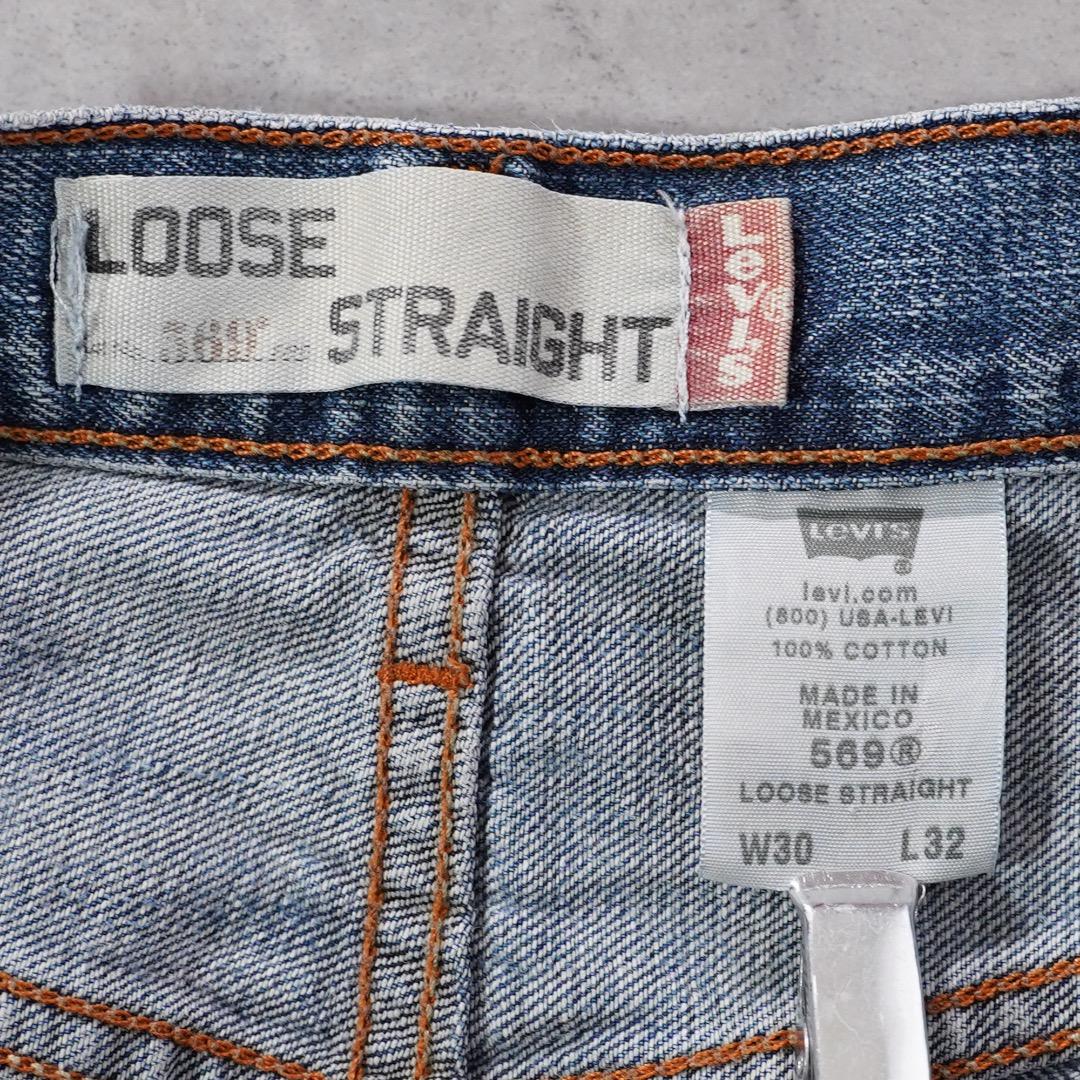 LOOSE
STRAIGHT
Levi's
Levi's
®
levi.com
(800) USA-LEVI
100% COTTON
MADE IN
MEXICO
569®
LOOSE STRAIGHT
W30 L32